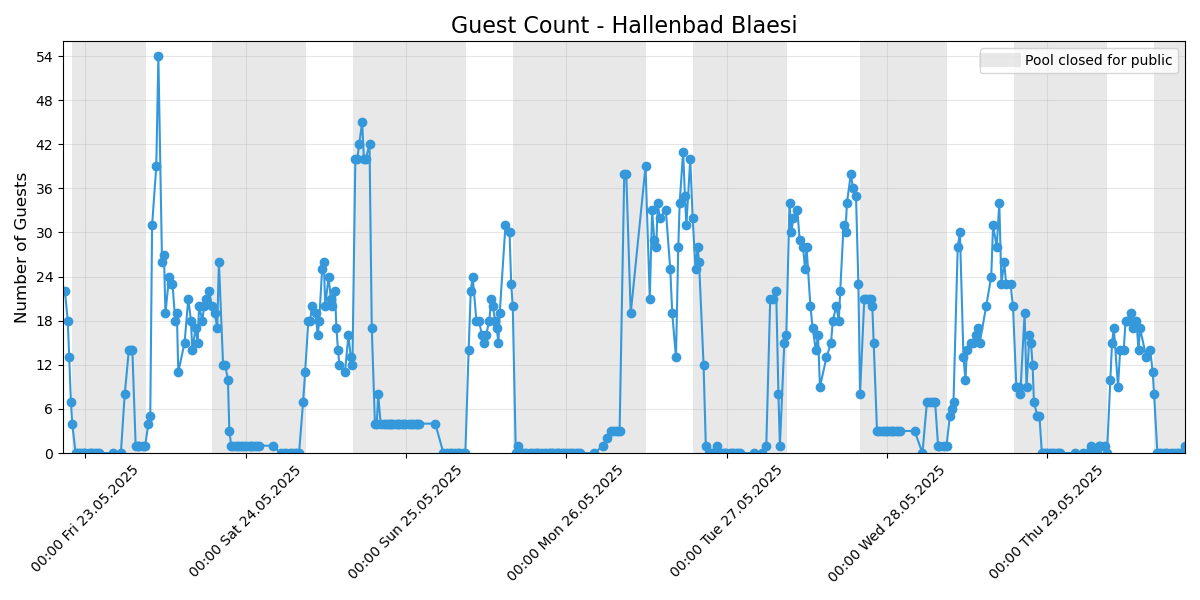 Guest Count - Hallenbad Blaesi
Pool closed for public
Number of Guests
54
48
42
36
30
24
18
12
6
0
00:00 Fri 23.05.2025
00:00 Sat 24.05.2025
00:00 Sun 25.05.2025
00:00 Mon 26.05.2025
00:00 Tue 27.05.2025
00:00 Wed 28.05.2025
00:00 Thu 29.05.2025